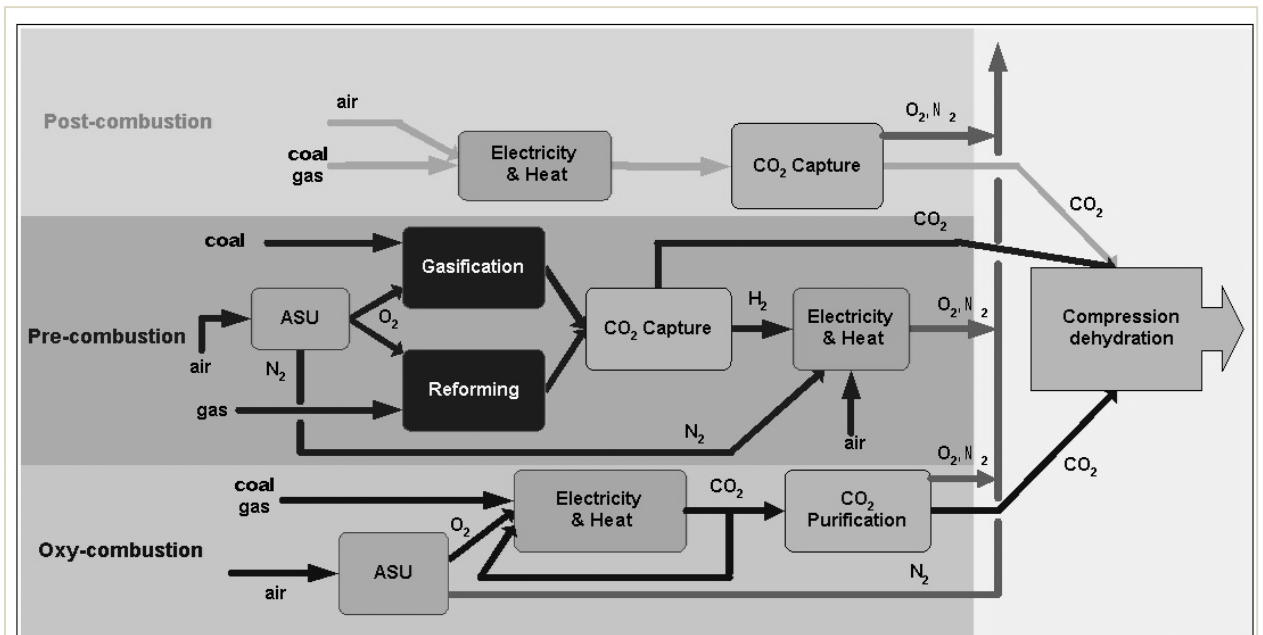 Post-combustion
air
coal
gas
Electricity
& Heat
CO₂ Capture
O₂,N₂
CO₂
Pre-combustion
coal
Gasification
air
ASU
O₂
N₂
gas
Reforming
CO₂ Capture
CO₂
H₂
N₂
Electricity
& Heat
air
O₂,N₂
Compression
dehydration
Oxy-combustion
coal
gas
air
ASU
O₂
Electricity
& Heat
CO₂
CO₂
Purification
O₂,N₂
CO₂
N₂